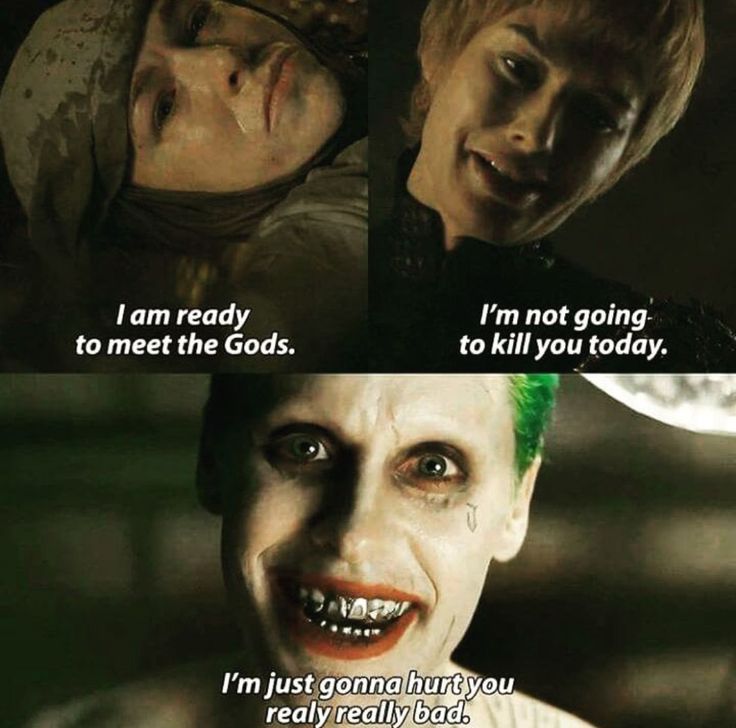 I am ready
to meet the Gods.
I'm not going
to kill you today.
I'm just gonna hurt you
realy really bad.